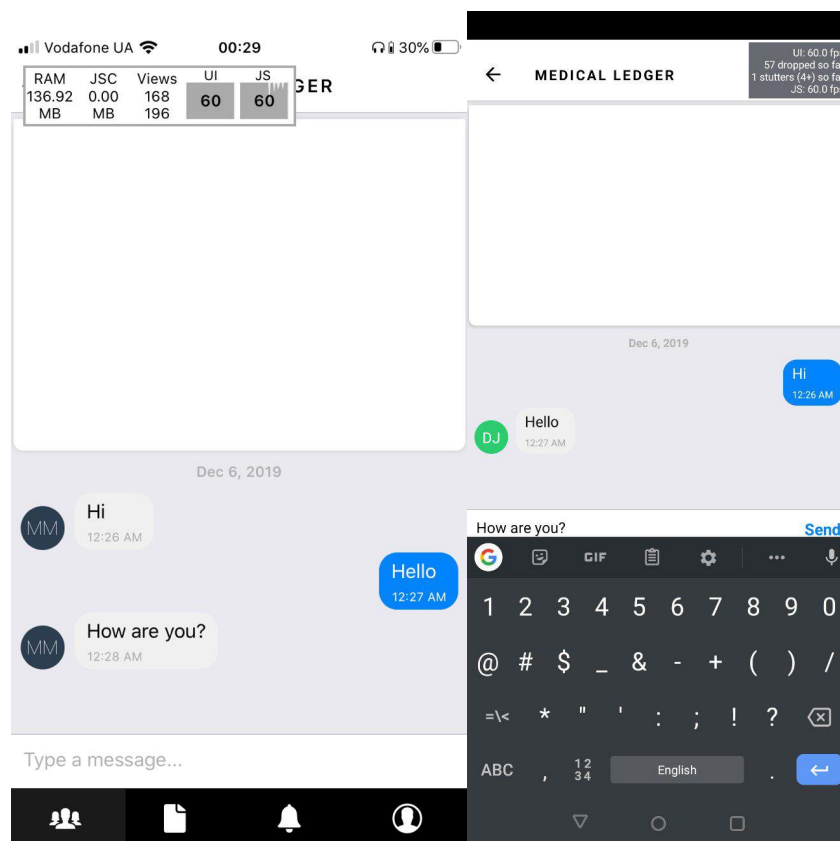 Vodafone UA 00:29 30%
RAM JSC Views UI JS
136.92 0.00 168 60 60
MB MB 196
GER
Dec 6, 2019
MM
Hi
12:26 AM
Hello
12:27 AM
MM
How are you?
12:28 AM
Type a message...
MEDICAL LEDGER
UI: 60.0 fp
57 dropped so fa
1 stutters (4+) so fa
JS: 60.0 fp
Dec 6, 2019
Hi
12:26 AM
DJ
Hello
12:27 AM
How are you? Send
G GIF ...
1 2 3 4 5 6 7 8 9 0
@ # $ _ & - + ( ) /
=\< * " ' : ; ! ?
ABC , 12 English .
34